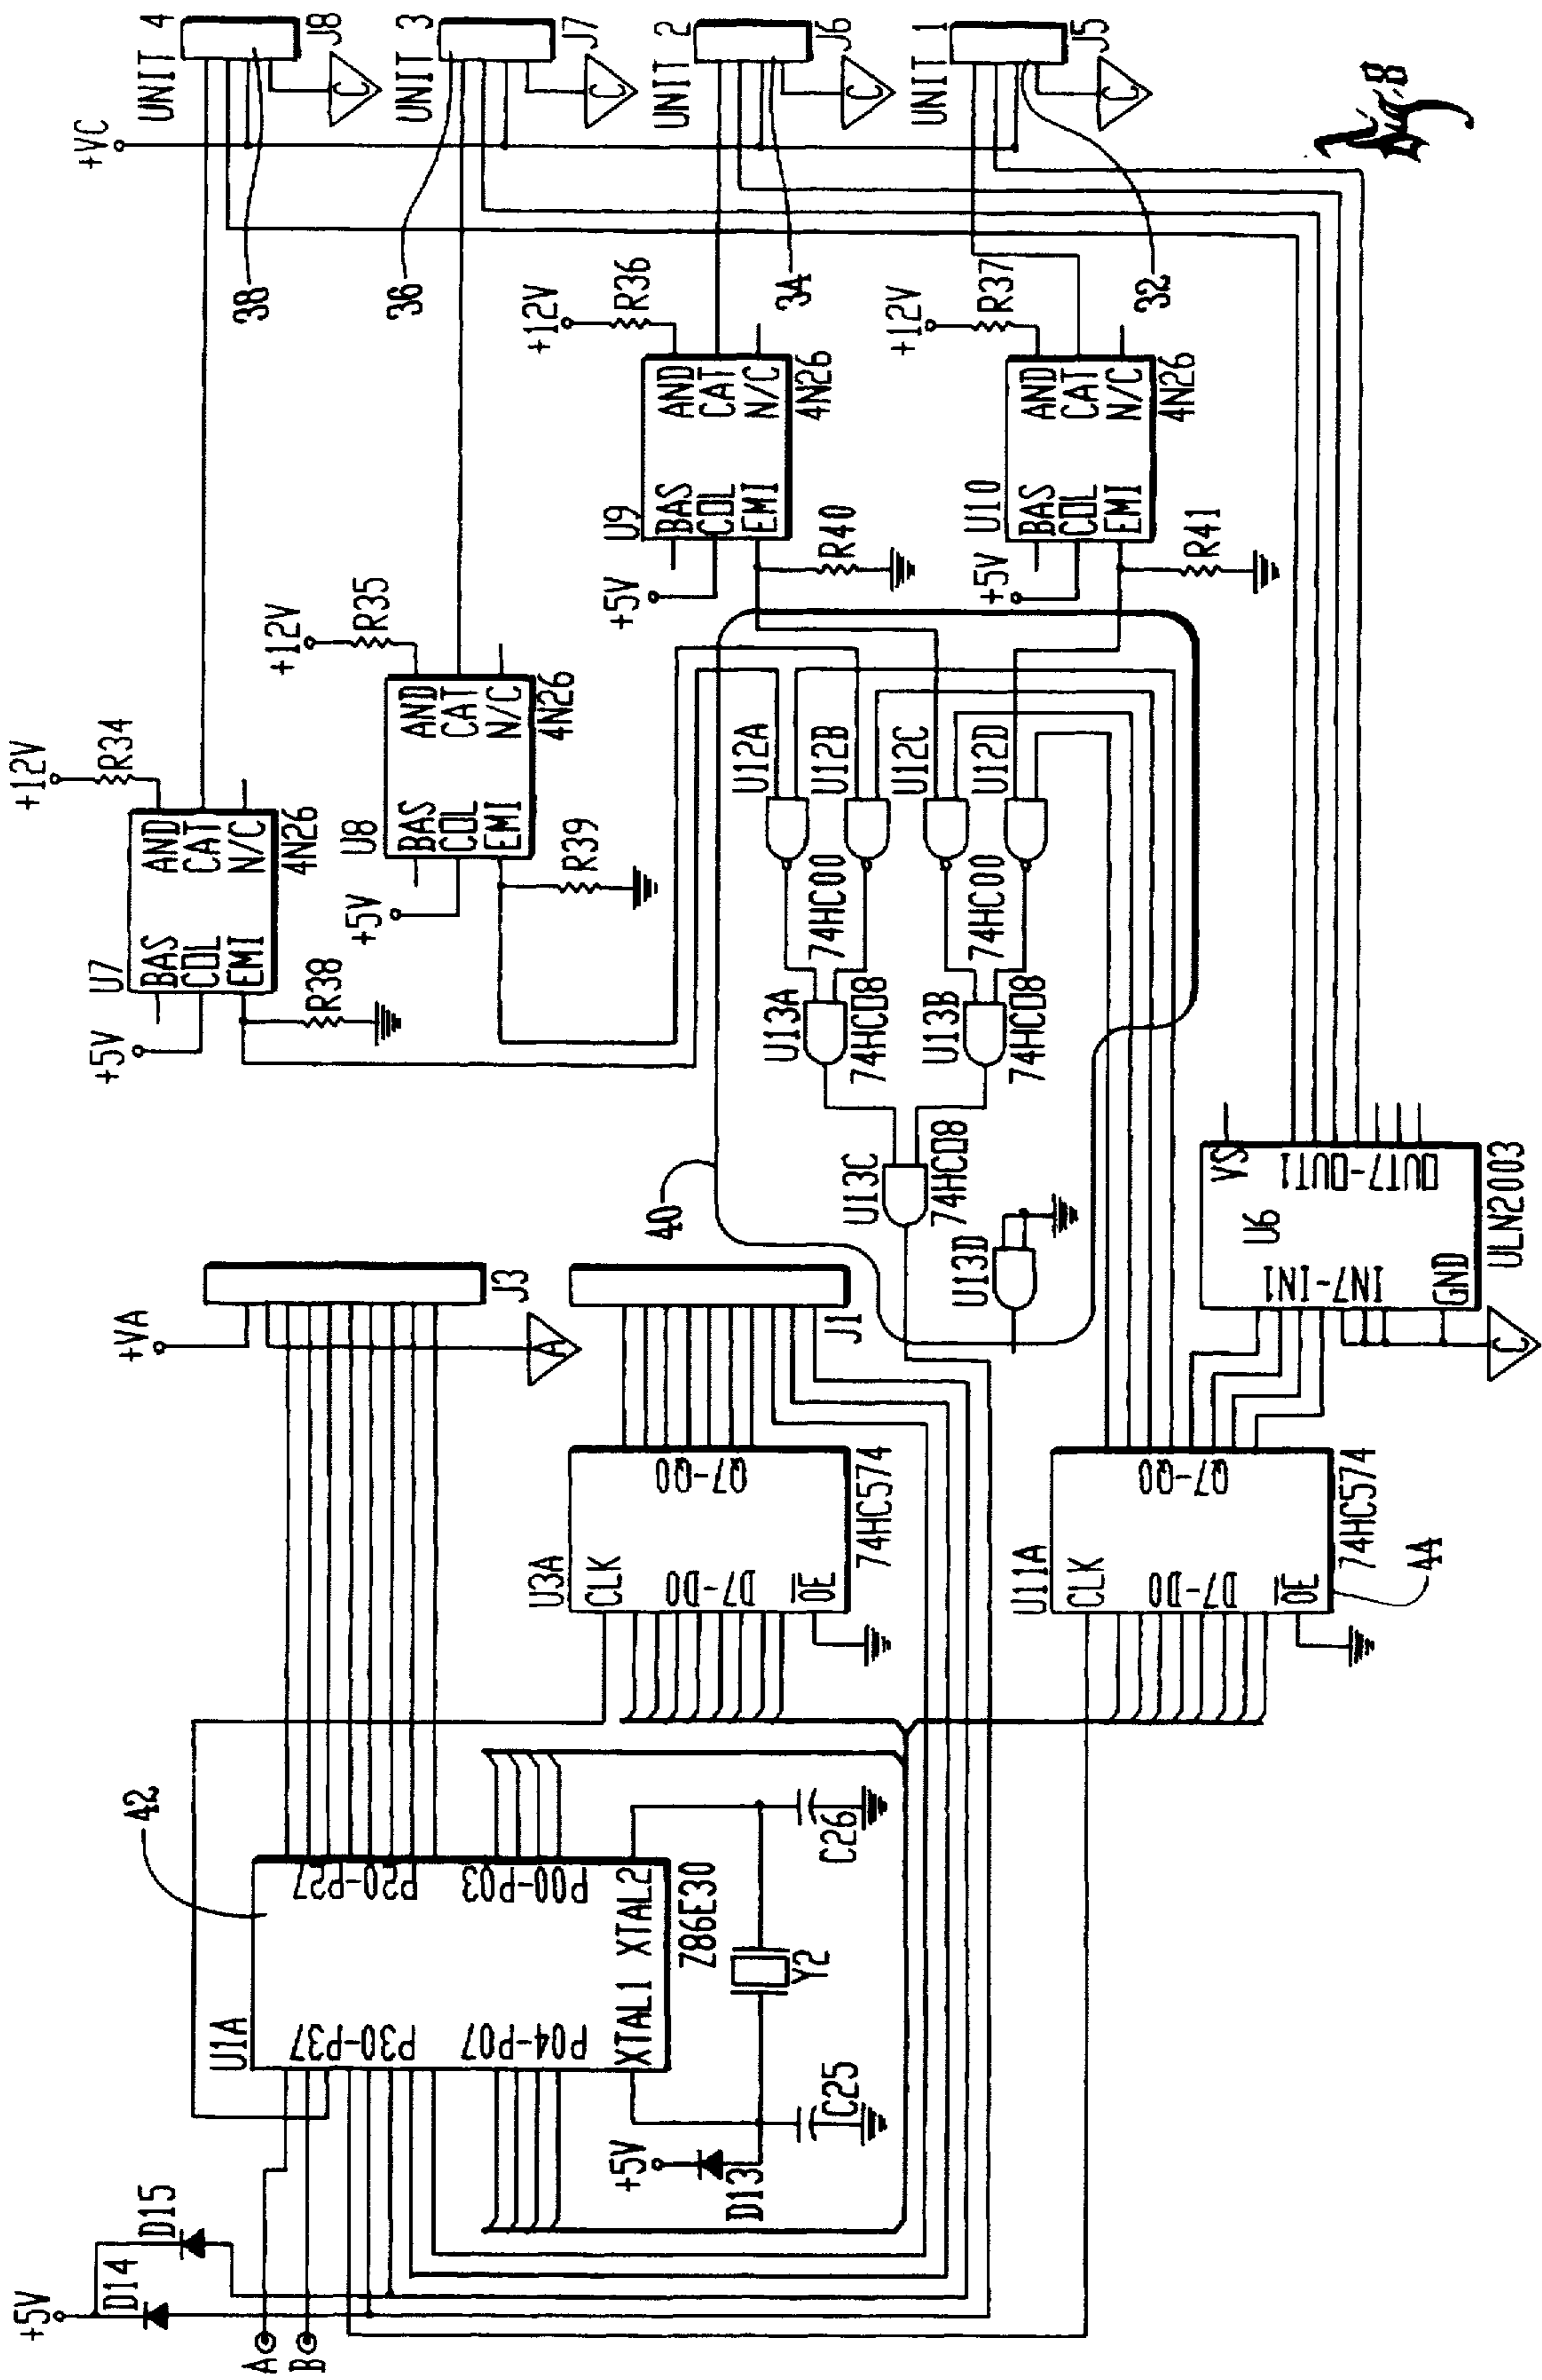 +5V
D14
D15
A
B
42
U1A
P30-P37
P20-P27
P04-P07
P00-P03
XTAL1 XTAL2
Z86E30
+5V
D13
C25
Y2
C26
+VA
J3
A
U3A
CLK
D7-D0
Q7-Q0
OE
74HC574
J1
U11A
CLK
D7-D0
Q7-Q0
OE
74HC574
44
40
U13C
74HC08
U13D
U13A
74HC08
U13B
74HC08
U12A
U12B
74HC00
U12C
U12D
74HC00
U6
VS
IN7-IN1
OUT7-OUT1
GND
ULN2003
C
+5V
U7
BAS
COL
EMI
AND
CAT
N/C
4N26
R38
+12V
R34
+5V
U8
BAS
COL
EMI
AND
CAT
N/C
4N26
R39
+12V
R35
+5V
U9
BAS
COL
EMI
AND
CAT
N/C
4N26
R40
+12V
R36
+5V
U10
BAS
COL
EMI
AND
CAT
N/C
4N26
R41
+12V
R37
+VC
38
36
34
32
UNIT 4
J8
C
UNIT 3
J7
C
UNIT 2
J6
C
UNIT 1
J5
C
Fig. 8